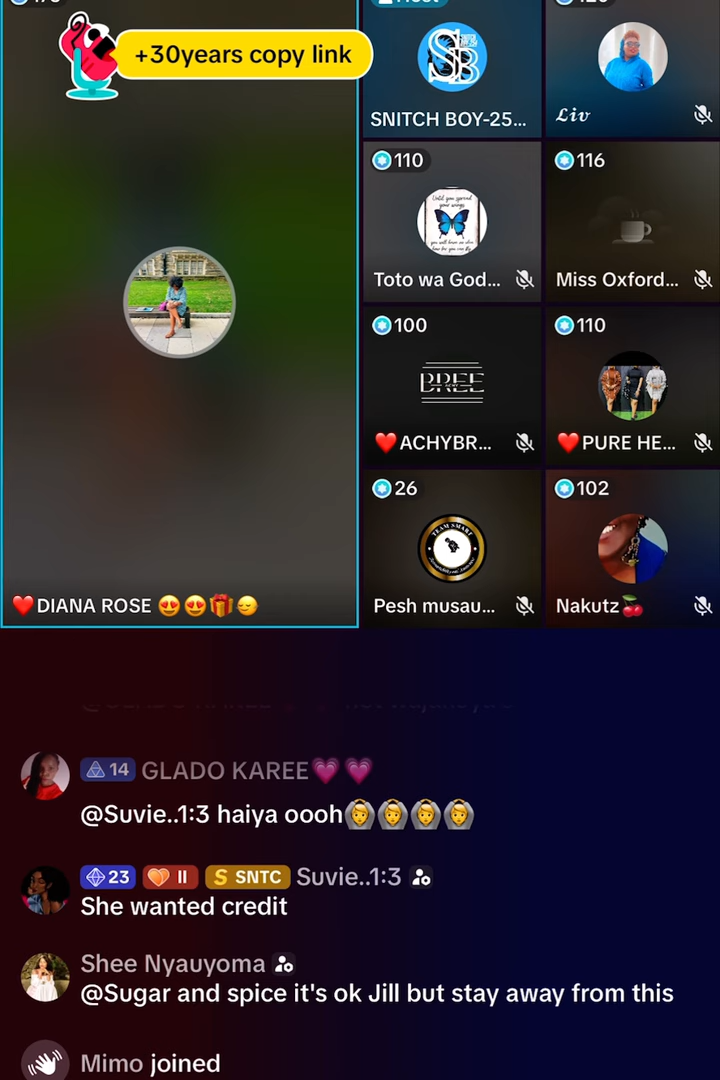 +30years copy link
SNITCH BOY-25...
𝓛𝓲𝓿
110
Toto wa God...
116
Miss Oxford...
100
BREE
❤️ACHYBR...
110
❤️PURE HE...
26
TEAM SMART
Pesh musau...
102
Nakutz🍒
❤️DIANA ROSE 😍😍🎁😏
14 GLADO KAREE💗💗
@Suvie..1:3 haiya oooh🙆🙆🙆🙆
23 II S SNTC Suvie..1:3
She wanted credit
Shee Nyauyoma
@Sugar and spice it's ok Jill but stay away from this
Mimo joined